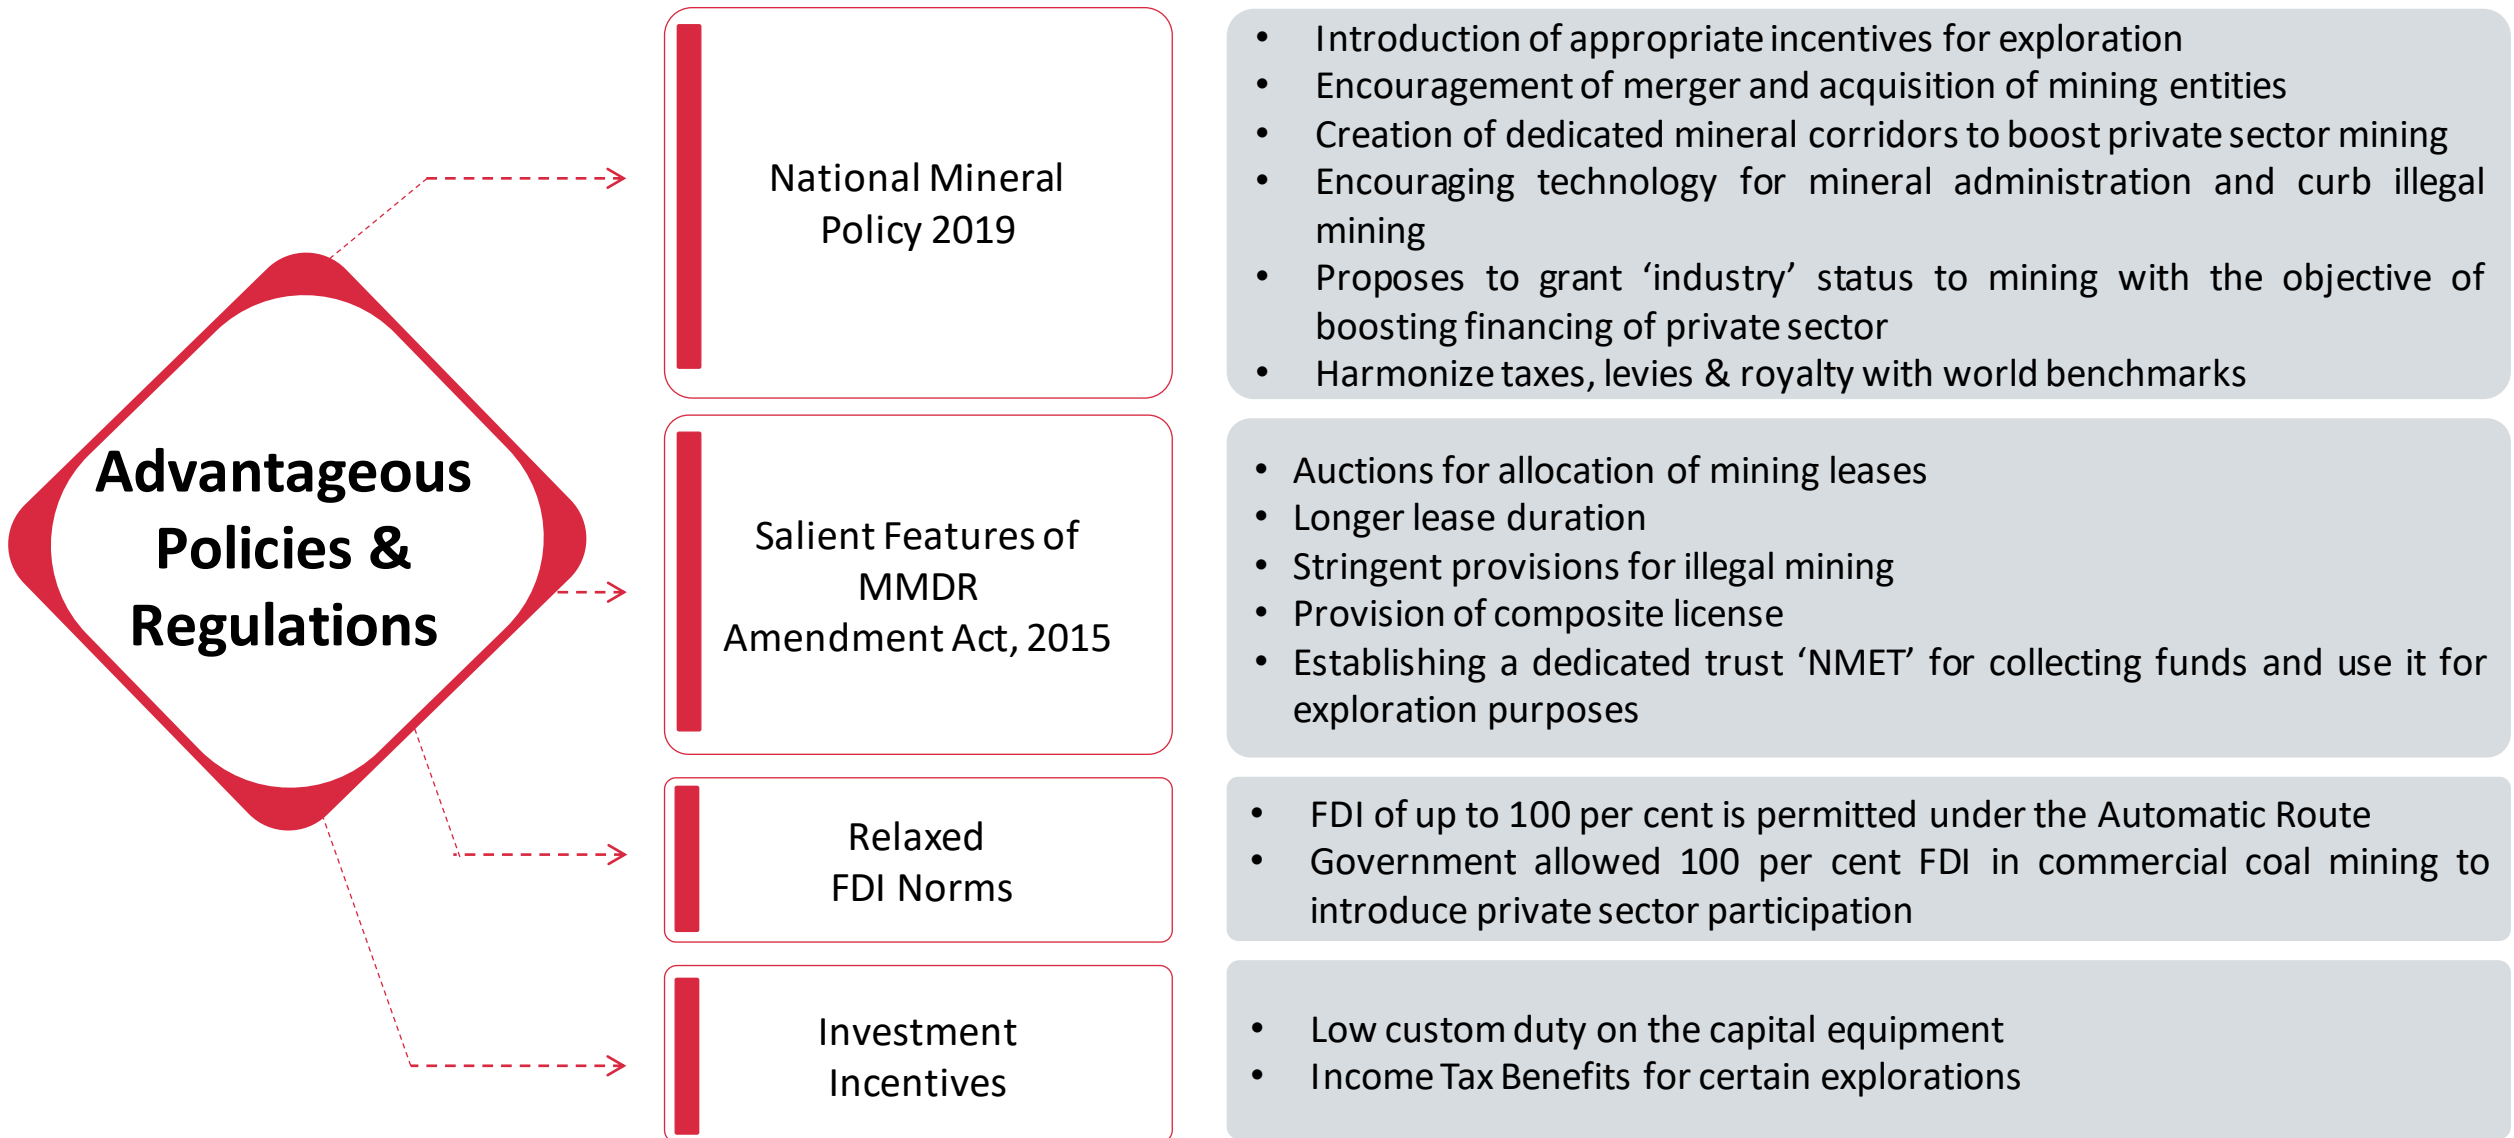 Advantageous
Policies &
Regulations
National Mineral
Policy 2019
• Introduction of appropriate incentives for exploration
• Encouragement of merger and acquisition of mining entities
• Creation of dedicated mineral corridors to boost private sector mining
• Encouraging technology for mineral administration and curb illegal
mining
• Proposes to grant ‘industry’ status to mining with the objective of
boosting financing of private sector
• Harmonize taxes, levies & royalty with world benchmarks
Salient Features of
MMDR
Amendment Act, 2015
• Auctions for allocation of mining leases
• Longer lease duration
• Stringent provisions for illegal mining
• Provision of composite license
• Establishing a dedicated trust ‘NMET’ for collecting funds and use it for
exploration purposes
Relaxed
FDI Norms
• FDI of up to 100 per cent is permitted under the Automatic Route
• Government allowed 100 per cent FDI in commercial coal mining to
introduce private sector participation
Investment
Incentives
• Low custom duty on the capital equipment
• Income Tax Benefits for certain explorations